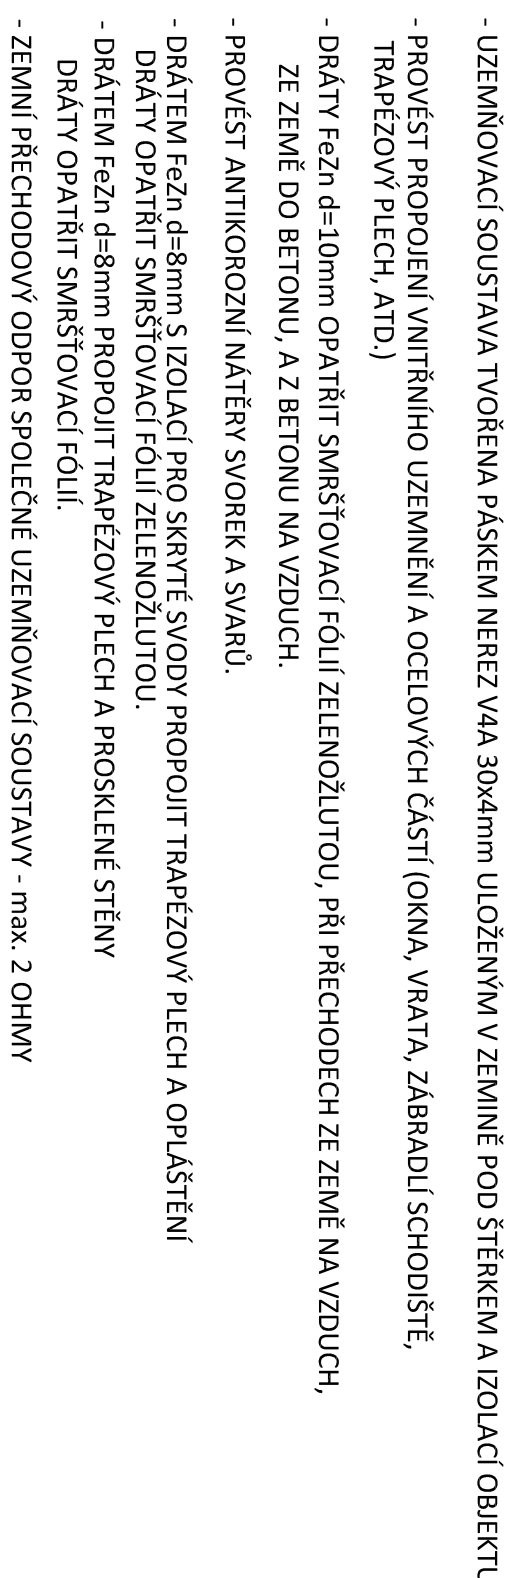 - UZEMŇOVACÍ SOUSTAVA TVOŘENA PÁSKEM NEREZ V4A 30x4mm ULOŽENÝM V ZEMINĚ POD ŠTĚRKEM A IZOLACÍ OBJEKTU
- PROVÉST PROPOJENÍ VNITŘNÍHO UZEMNĚNÍ A OCELOVÝCH ČÁSTÍ (OKNA, VRATA, ZÁBRADLÍ SCHODIŠTĚ,
TRAPÉZOVÝ PLECH, ATD.)
- DRÁTY FeZn d=10mm OPATŘIT SMRŠŤOVACÍ FÓLIÍ ZELENOŽLUTOU, PŘI PŘECHODECH ZE ZEMĚ NA VZDUCH,
ZE ZEMĚ DO BETONU, A Z BETONU NA VZDUCH.
- PROVÉST ANTIKOROZNÍ NÁTĚRY SVOREK A SVARŮ.
- DRÁTEM FeZn d=8mm S IZOLACÍ PRO SKRYTÉ SVODY PROPOJIT TRAPÉZOVÝ PLECH A OPLÁŠTĚNÍ
DRÁTY OPATŘIT SMRŠŤOVACÍ FÓLIÍ ZELENOŽLUTOU.
- DRÁTEM FeZn d=8mm PROPOJIT TRAPÉZOVÝ PLECH A PROSKLENÉ STĚNY
DRÁTY OPATŘIT SMRŠŤOVACÍ FÓLIÍ.
- ZEMNÍ PŘECHODOVÝ ODPOR SPOLEČNÉ UZEMŇOVACÍ SOUSTAVY - max. 2 OHMY